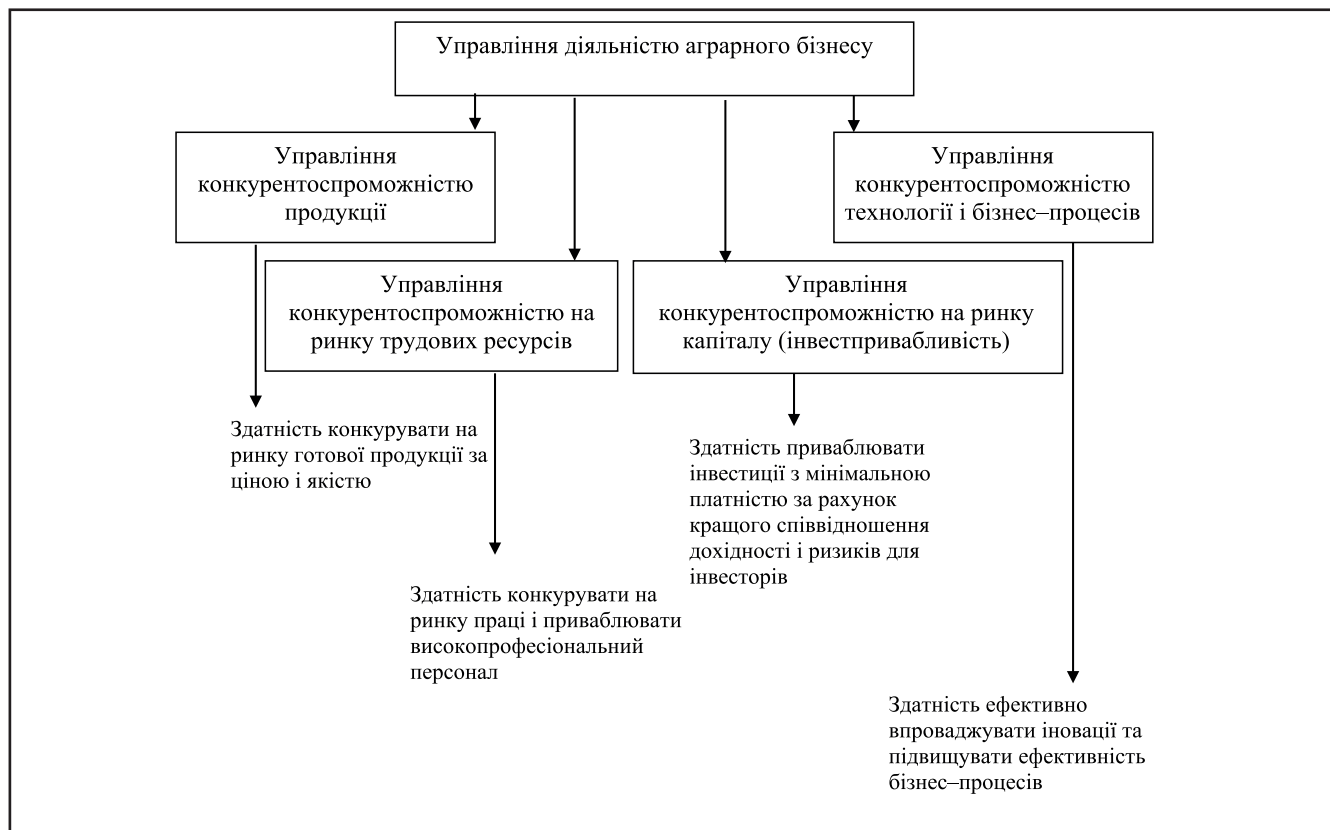 Управління діяльністю аграрного бізнесу
Управління
конкурентоспроможністю
продукції
Управління
конкурентоспроможністю
технології і бізнес–процесів
Управління
конкурентоспроможністю на
ринку трудових ресурсів
Управління
конкурентоспроможністю на ринку
капіталу (інвестпривабливість)
Здатність конкурувати на
ринку готової продукції за
ціною і якістю
Здатність приваблювати
інвестиції з мінімальною
платністю за рахунок
кращого співвідношення
дохідності і ризиків для
інвесторів
Здатність конкурувати на
ринку праці і приваблювати
високопрофесіональний
персонал
Здатність ефективно
впроваджувати іновації та
підвищувати ефективність
бізнес–процесів